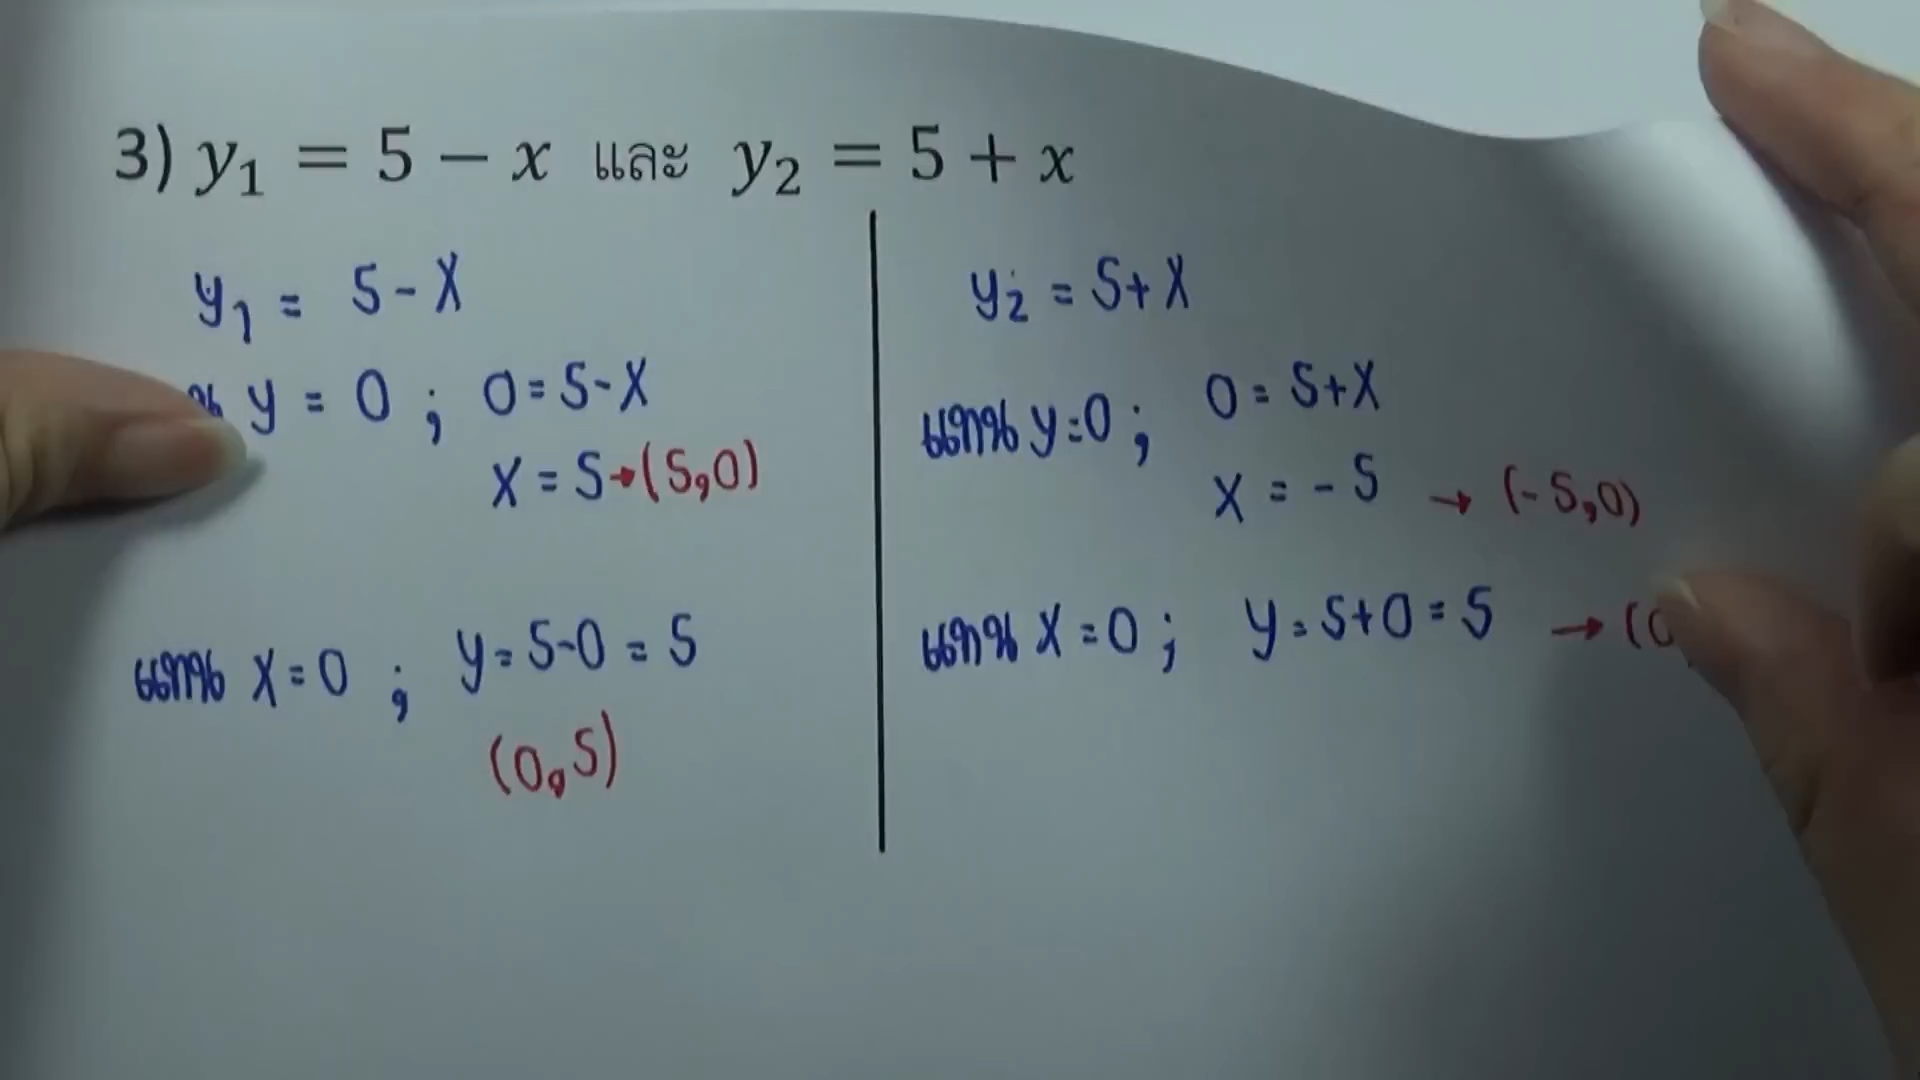 3) y₁ = 5 − x และ y₂ = 5 + x
y₁ = 5 - x
y = 0 ; 0 = 5 - x
x = 5 → (5,0)
แทน x = 0 ; y = 5 - 0 = 5
(0,5)
y₂ = 5 + x
แทน y = 0 ; 0 = 5 + x
x = - 5 → (- 5,0)
แทน x = 0 ; y = 5 + 0 = 5 → (0